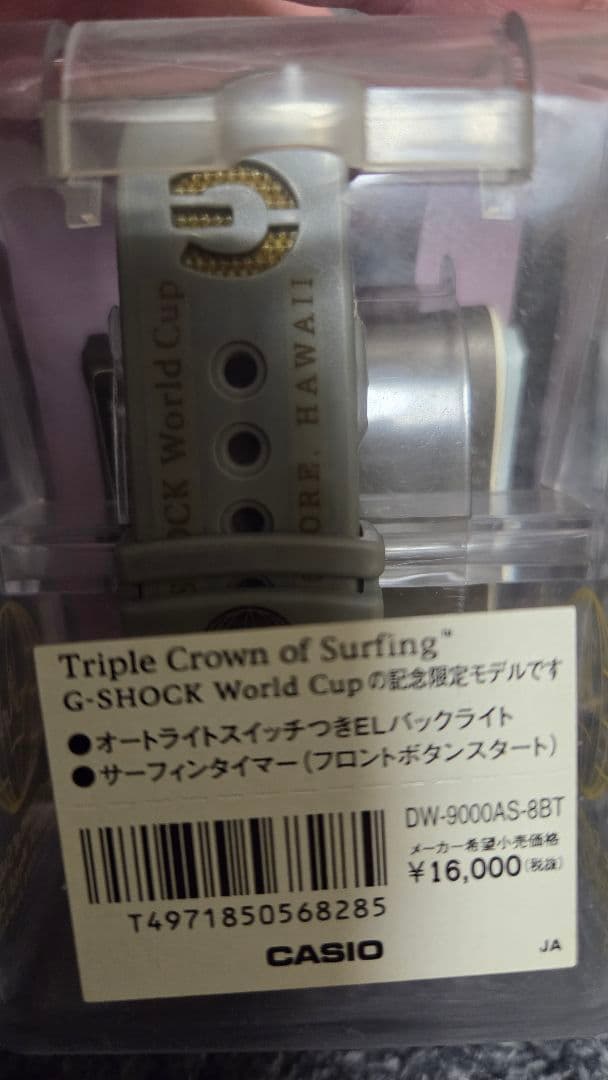 G
OCK World Cup
ORE, HAWAII
Triple Crown of Surfing™
G-SHOCK World Cupの記念限定モデルです
●オートライトスイッチつきELバックライト
●サーフィンタイマー(フロントボタンスタート)
DW-9000AS-8BT
メーカー希望小売価格
¥16,000(税抜)
T4971850568285
CASIO
JA